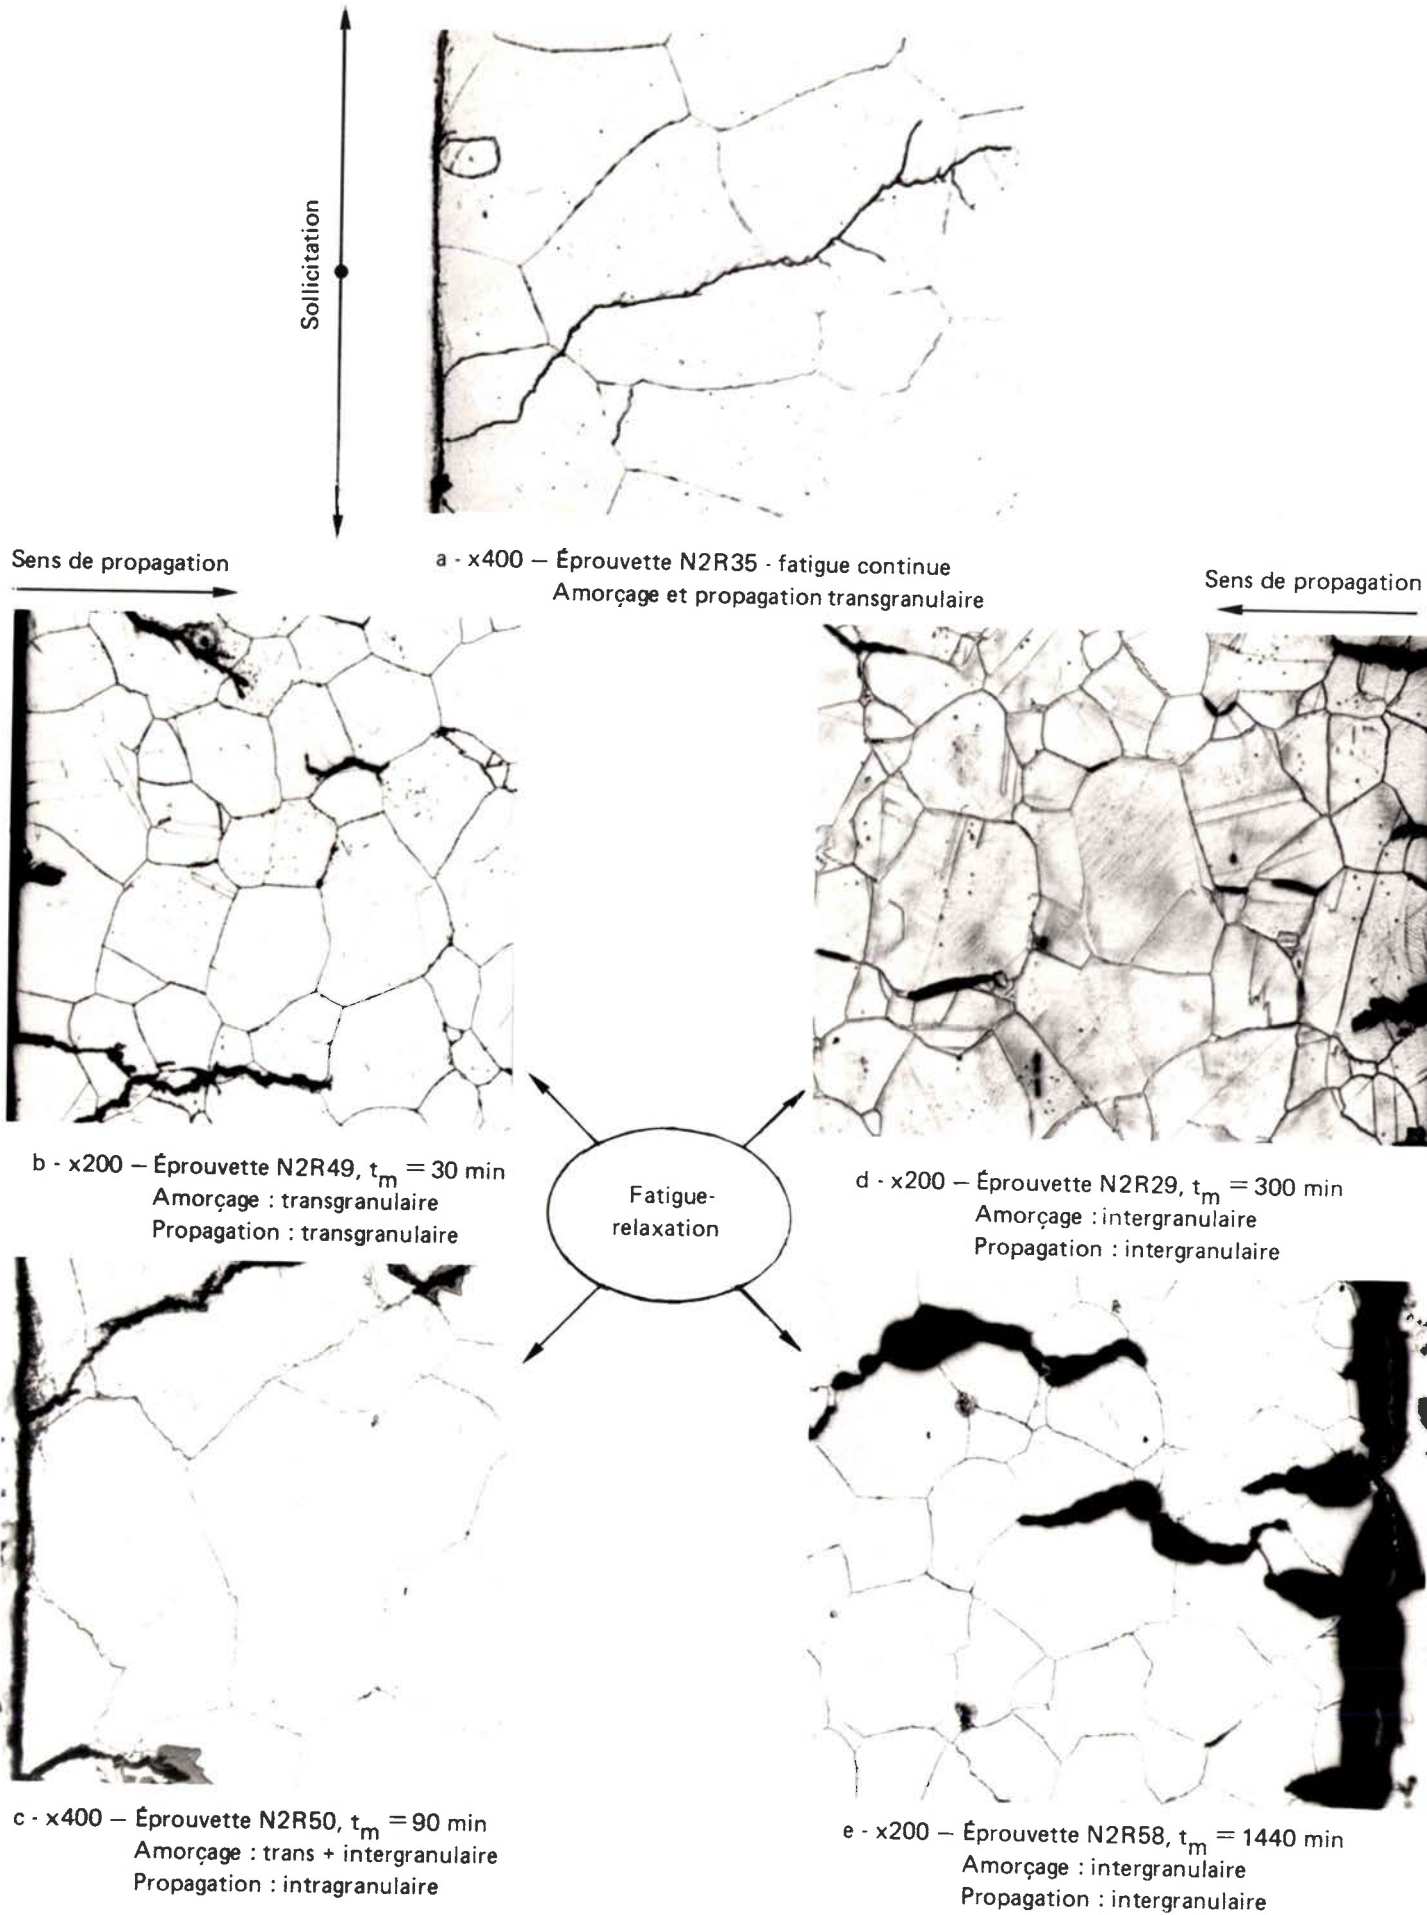 Sollicitation
a - x400 — Éprouvette N2R35 - fatigue continue
Amorçage et propagation transgranulaire
Sens de propagation
Sens de propagation
b - x200 — Éprouvette N2R49, tm = 30 min
Amorçage : transgranulaire
Propagation : transgranulaire
d - x200 — Éprouvette N2R29, tm = 300 min
Amorçage : intergranulaire
Propagation : intergranulaire
Fatigue-
relaxation
c - x400 — Éprouvette N2R50, tm = 90 min
Amorçage : trans + intergranulaire
Propagation : intragranulaire
e - x200 — Éprouvette N2R58, tm = 1440 min
Amorçage : intergranulaire
Propagation : intergranulaire